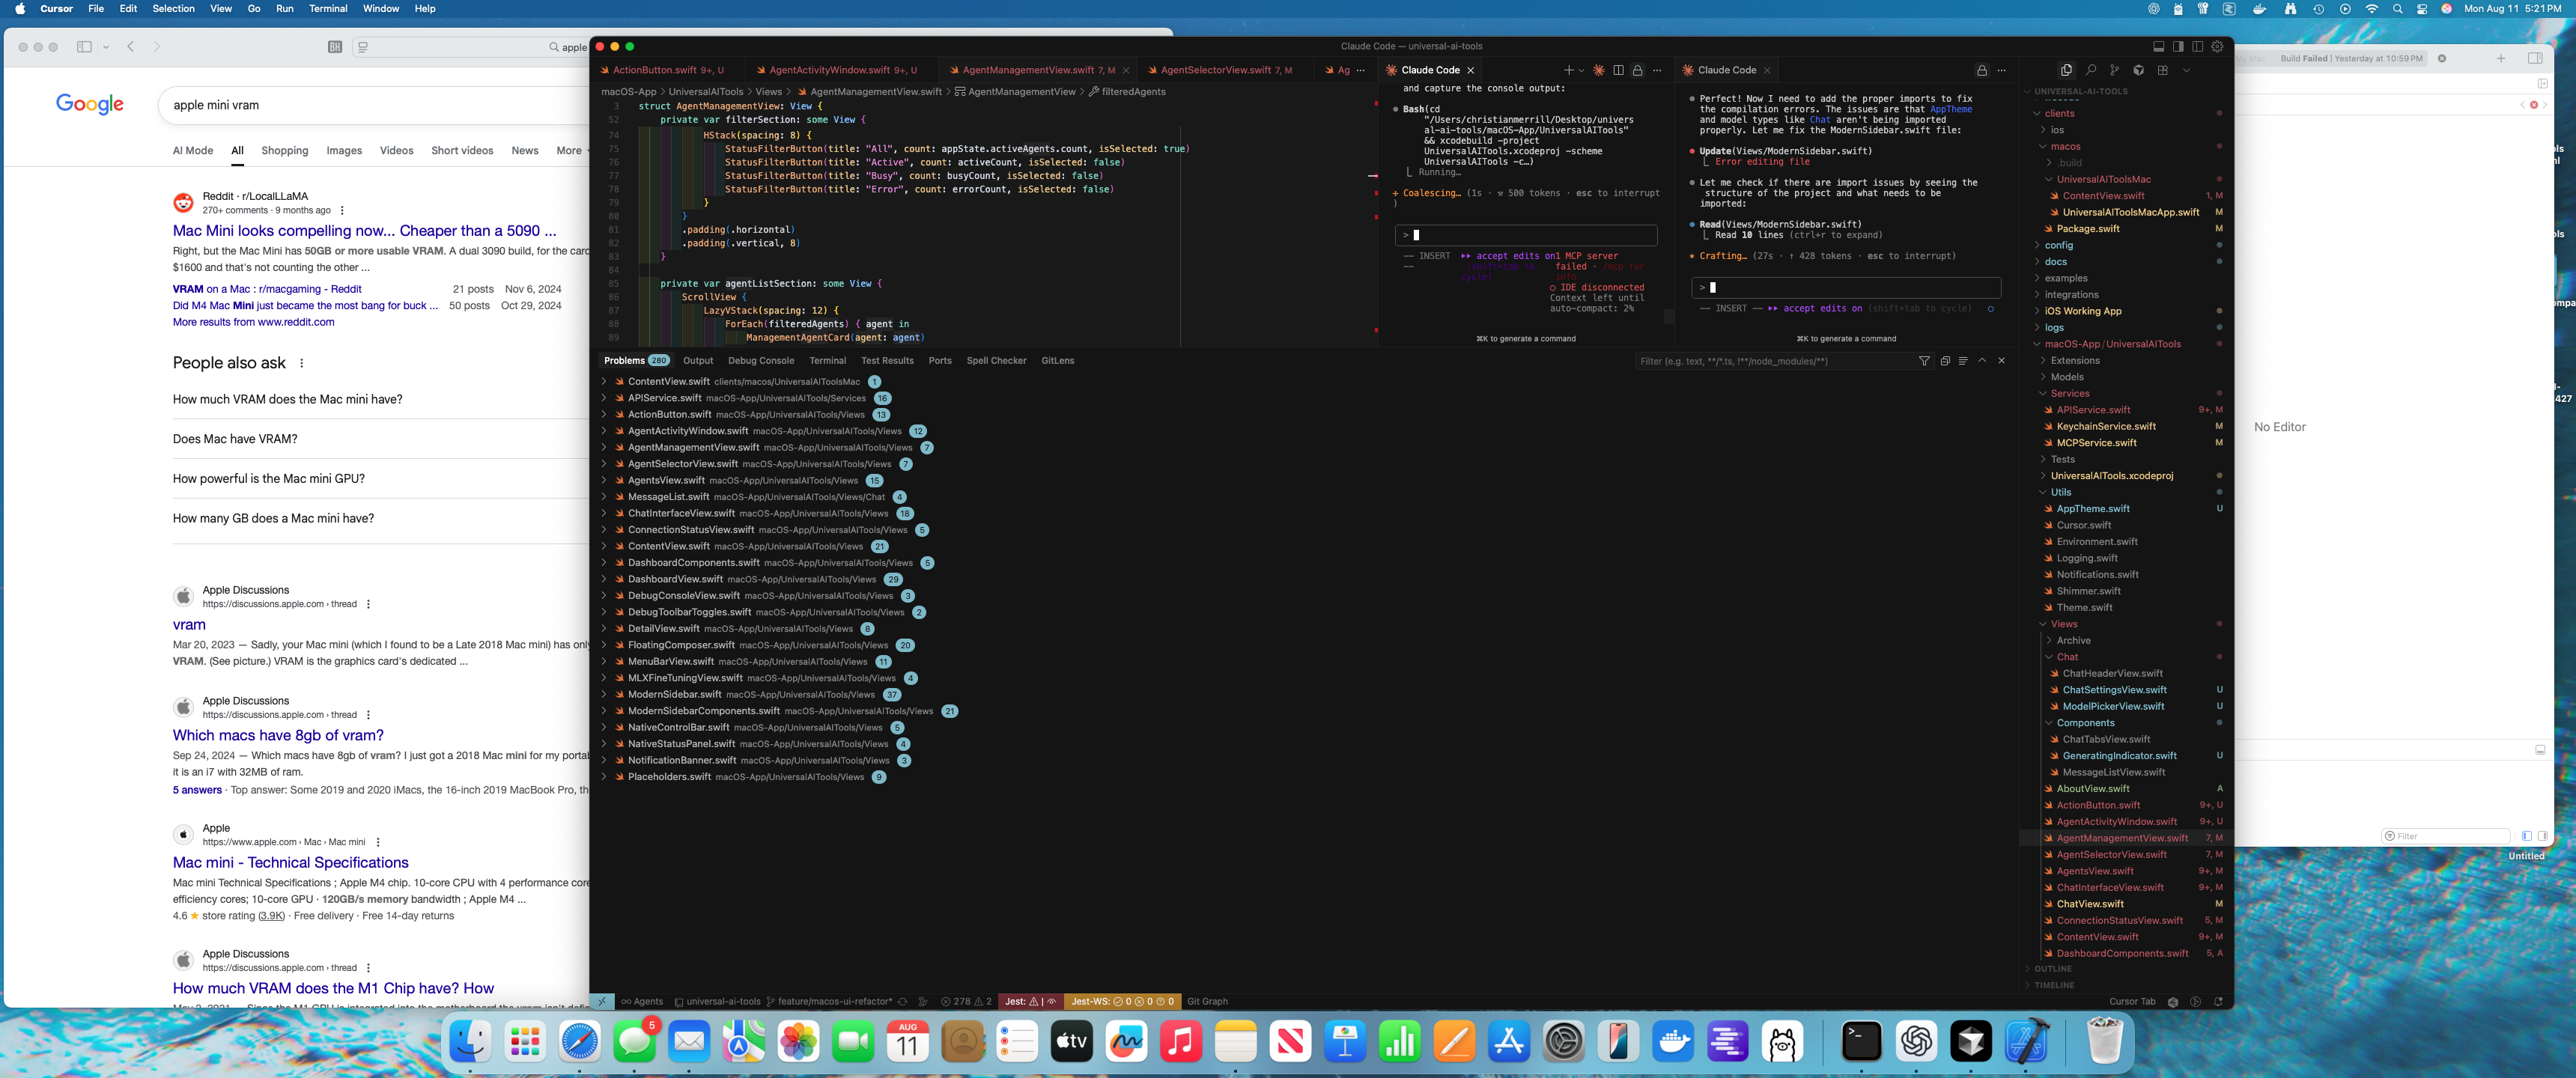 Cursor File Edit Selection View Go Run Terminal Window Help
Mon Aug 11 5:21 PM
BH
apple
Google
apple mini vram
AI Mode All Shopping Images Videos Short videos News More
Reddit · r/LocalLLaMA
270+ comments · 9 months ago
Mac Mini looks compelling now... Cheaper than a 5090 ...
Right, but the Mac Mini has 50GB or more usable VRAM. A dual 3090 build, for the card
$1600 and that's not counting the other ...
VRAM on a Mac : r/macgaming - Reddit 21 posts Nov 6, 2024
Did M4 Mac Mini just became the most bang for buck ... 50 posts Oct 29, 2024
More results from www.reddit.com
People also ask
How much VRAM does the Mac mini have?
Does Mac have VRAM?
How powerful is the Mac mini GPU?
How many GB does a Mac mini have?
Apple Discussions
https://discussions.apple.com › thread
vram
Mar 20, 2023 — Sadly, your Mac mini (which I found to be a Late 2018 Mac mini) has only
VRAM. (See picture.) VRAM is the graphics card's dedicated ...
Apple Discussions
https://discussions.apple.com › thread
Which macs have 8gb of vram?
Sep 24, 2024 — Which macs have 8gb of vram? I just got a 2018 Mac mini for my porta
it is an i7 with 32MB of ram.
5 answers · Top answer: Some 2019 and 2020 iMacs, the 16-inch 2019 MacBook Pro, th
Apple
https://www.apple.com › Mac › Mac mini
Mac mini - Technical Specifications
Mac mini Technical Specifications ; Apple M4 chip. 10-core CPU with 4 performance core
efficiency cores; 10-core GPU · 120GB/s memory bandwidth ; Apple M4 ...
4.6 ★ store rating (3.9K) · Free delivery · Free 14-day returns
Apple Discussions
https://discussions.apple.com › thread
How much VRAM does the M1 Chip have? How
Claude Code — universal-ai-tools
ActionButton.swift 9+, U
AgentActivityWindow.swift 9+, U
AgentManagementView.swift 7, M
AgentSelectorView.swift 7, M
Ag
macOS-App › UniversalAITools › Views › AgentManagementView.swift › AgentManagementView › filteredAgents
3 struct AgentManagementView: View {
52 private var filterSection: some View {
74 HStack(spacing: 8) {
75 StatusFilterButton(title: "All", count: appState.activeAgents.count, isSelected: true)
76 StatusFilterButton(title: "Active", count: activeCount, isSelected: false)
77 StatusFilterButton(title: "Busy", count: busyCount, isSelected: false)
78 StatusFilterButton(title: "Error", count: errorCount, isSelected: false)
79 }
80 }
81 .padding(.horizontal)
82 .padding(.vertical, 8)
83 }
84
85 private var agentListSection: some View {
86 ScrollView {
87 LazyVStack(spacing: 12) {
88 ForEach(filteredAgents) { agent in
89 ManagementAgentCard(agent: agent)
Claude Code
and capture the console output:
Bash(cd
"/Users/christianmerrill/Desktop/univers
al-ai-tools/macOS-App/UniversalAITools"
&& xcodebuild -project
UniversalAITools.xcodeproj -scheme
UniversalAITools -c…)
Running…
+ Coalescing… (1s · ⚒ 500 tokens · esc to interrupt
)
>
-- INSERT
--
accept edits on
(shift+tab to
cycle)
1 MCP server
failed · /mcp for
info
○ IDE disconnected
Context left until
auto-compact: 2%
⌘K to generate a command
Claude Code
Perfect! Now I need to add the proper imports to fix
the compilation errors. The issues are that AppTheme
and model types like Chat aren't being imported
properly. Let me fix the ModernSidebar.swift file:
Update(Views/ModernSidebar.swift)
Error editing file
Let me check if there are import issues by seeing the
structure of the project and what needs to be
imported:
Read(Views/ModernSidebar.swift)
Read 10 lines (ctrl+r to expand)
Crafting… (27s · ↑ 428 tokens · esc to interrupt)
>
-- INSERT -- accept edits on (shift+tab to cycle)
⌘K to generate a command
Problems 280 Output Debug Console Terminal Test Results Ports Spell Checker GitLens
Filter (e.g. text, **/*.ts, !**/node_modules/**)
ContentView.swift clients/macos/UniversalAIToolsMac 1
APIService.swift macOS-App/UniversalAITools/Services 16
ActionButton.swift macOS-App/UniversalAITools/Views 13
AgentActivityWindow.swift macOS-App/UniversalAITools/Views 12
AgentManagementView.swift macOS-App/UniversalAITools/Views 7
AgentSelectorView.swift macOS-App/UniversalAITools/Views 7
AgentsView.swift macOS-App/UniversalAITools/Views 15
MessageList.swift macOS-App/UniversalAITools/Views/Chat 4
ChatInterfaceView.swift macOS-App/UniversalAITools/Views 18
ConnectionStatusView.swift macOS-App/UniversalAITools/Views 5
ContentView.swift macOS-App/UniversalAITools/Views 21
DashboardComponents.swift macOS-App/UniversalAITools/Views 5
DashboardView.swift macOS-App/UniversalAITools/Views 29
DebugConsoleView.swift macOS-App/UniversalAITools/Views 3
DebugToolbarToggles.swift macOS-App/UniversalAITools/Views 2
DetailView.swift macOS-App/UniversalAITools/Views 8
FloatingComposer.swift macOS-App/UniversalAITools/Views 20
MenuBarView.swift macOS-App/UniversalAITools/Views 11
MLXFineTuningView.swift macOS-App/UniversalAITools/Views 4
ModernSidebar.swift macOS-App/UniversalAITools/Views 37
ModernSidebarComponents.swift macOS-App/UniversalAITools/Views 21
NativeControlBar.swift macOS-App/UniversalAITools/Views 5
NativeStatusPanel.swift macOS-App/UniversalAITools/Views 4
NotificationBanner.swift macOS-App/UniversalAITools/Views 3
Placeholders.swift macOS-App/UniversalAITools/Views 9
UNIVERSAL-AI-TOOLS
clients
ios
macos
.build
UniversalAIToolsMac
ContentView.swift 1, M
UniversalAIToolsMacApp.swift M
Package.swift M
config
docs
examples
integrations
iOS Working App
logs
macOS-App / UniversalAITools
Extensions
Models
Services
APIService.swift 9+, M
KeychainService.swift M
MCPService.swift M
Tests
UniversalAITools.xcodeproj
Utils
AppTheme.swift U
Cursor.swift
Environment.swift
Logging.swift
Notifications.swift
Shimmer.swift
Theme.swift
Views
Archive
Chat
ChatHeaderView.swift
ChatSettingsView.swift U
ModelPickerView.swift U
Components
ChatTabsView.swift
GeneratingIndicator.swift U
MessageListView.swift
AboutView.swift A
ActionButton.swift 9+, U
AgentActivityWindow.swift 9+, U
AgentManagementView.swift 7, M
AgentSelectorView.swift 7, M
AgentsView.swift 9+, M
ChatInterfaceView.swift 9+, M
ChatView.swift M
ConnectionStatusView.swift 5, M
ContentView.swift 9+, M
DashboardComponents.swift 5, A
OUTLINE
TIMELINE
Agents universal-ai-tools feature/macos-ui-refactor* 278 2 Jest: Jest-WS: 0 0 0 Git Graph
Cursor Tab
Build Failed | Yesterday at 10:59 PM
No Editor
Filter
Untitled
427
5
AUG
11
tv